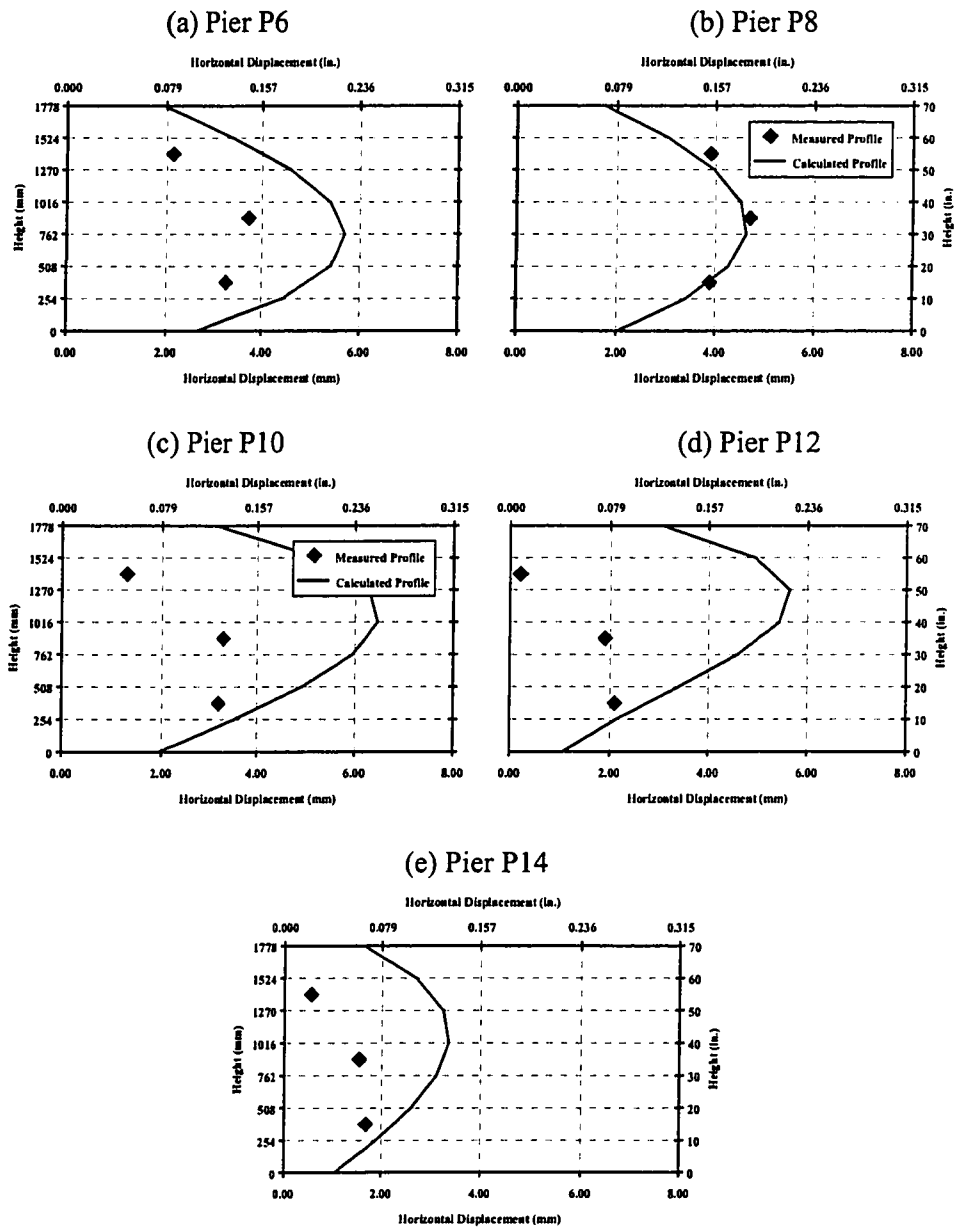 (a) Pier P6
Horizontal Displacement (in.)
0.000 0.079 0.157 0.236 0.315
1778
1524
1270
1016
762
508
254
0
Height (mm)
0.00 2.00 4.00 6.00 8.00
Horizontal Displacement (mm)
(b) Pier P8
Horizontal Displacement (in.)
0.000 0.079 0.157 0.236 0.315
Measured Profile
Calculated Profile
70
60
50
40
30
20
10
0
Height (in.)
0.00 2.00 4.00 6.00 8.00
Horizontal Displacement (mm)
(c) Pier P10
Horizontal Displacement (in.)
0.000 0.079 0.157 0.236 0.315
1778
1524
1270
1016
762
508
254
0
Height (mm)
Measured Profile
Calculated Profile
0.00 2.00 4.00 6.00 8.00
Horizontal Displacement (mm)
(d) Pier P12
Horizontal Displacement (in.)
0.000 0.079 0.157 0.236 0.315
70
60
50
40
30
20
10
0
Height (in.)
0.00 2.00 4.00 6.00 8.00
Horizontal Displacement (mm)
(e) Pier P14
Horizontal Displacement (in.)
0.000 0.079 0.157 0.236 0.315
1778
1524
1270
1016
762
508
254
0
Height (mm)
70
60
50
40
30
20
10
0
Height (in.)
0.00 2.00 4.00 6.00 8.00
Horizontal Displacement (mm)